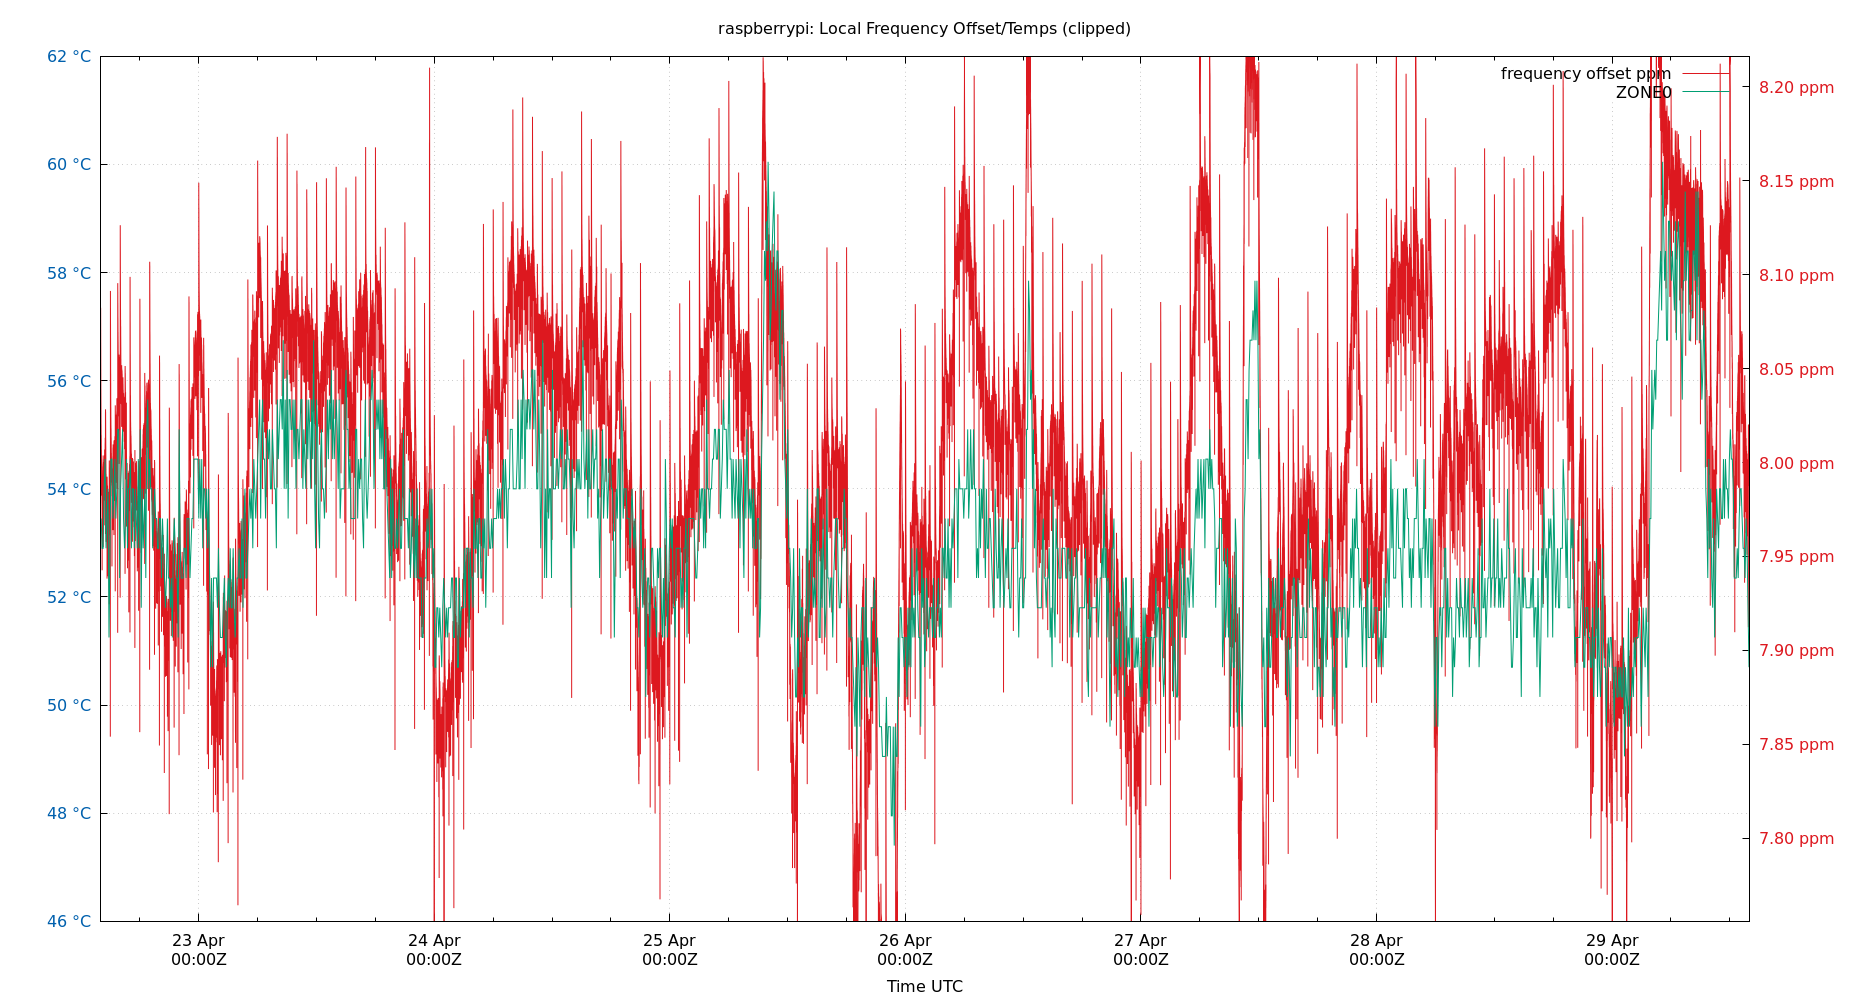 raspberrypi: Local Frequency Offset/Temps (clipped)
62 °C
60 °C
58 °C
56 °C
54 °C
52 °C
50 °C
48 °C
46 °C
frequency offset ppm
ZONE0
8.20 ppm
8.15 ppm
8.10 ppm
8.05 ppm
8.00 ppm
7.95 ppm
7.90 ppm
7.85 ppm
7.80 ppm
23 Apr 24 Apr 25 Apr 26 Apr 27 Apr 28 Apr 29 Apr
00:00Z 00:00Z 00:00Z 00:00Z 00:00Z 00:00Z 00:00Z
Time UTC